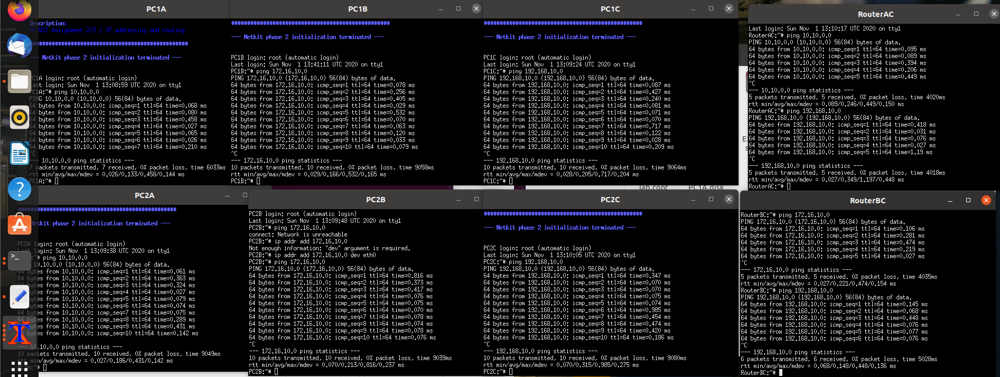 PC1A
Description:
NETWST Assignment 2/3 : IP addressing and routing
##################################################
Netkit phase 2 initialization terminated ---
login: root (automatic login)
ast login: Sun Nov  1 13:08:59 UTC 2020 on tty1
PC1A:~# ping 10.10.0.0
PING 10.10.0.0 (10.10.0.0) 56(84) bytes of data.
64 bytes from 10.10.0.0: icmp_seq=1 ttl=64 time=0.068 ms
64 bytes from 10.10.0.0: icmp_seq=2 ttl=64 time=0.080 ms
64 bytes from 10.10.0.0: icmp_seq=3 ttl=64 time=0.458 ms
64 bytes from 10.10.0.0: icmp_seq=4 ttl=64 time=0.027 ms
64 bytes from 10.10.0.0: icmp_seq=5 ttl=64 time=0.065 ms
64 bytes from 10.10.0.0: icmp_seq=6 ttl=64 time=0.026 ms
64 bytes from 10.10.0.0: icmp_seq=7 ttl=64 time=0.210 ms
^C
--- 10.10.0.0 ping statistics ---
7 packets transmitted, 7 received, 0% packet loss, time 6033ms
rtt min/avg/max/mdev = 0.026/0.133/0.458/0.144 ms
PC1A:~#
PC1B
##################################################
--- Netkit phase 2 initialization terminated ---
PC1B login: root (automatic login)
Last login: Sun Nov  1 13:41:11 UTC 2020 on tty1
PC1B:~# ping 172.16.10.0
PING 172.16.10.0 (172.16.10.0) 56(84) bytes of data.
64 bytes from 172.16.10.0: icmp_seq=1 ttl=64 time=0.078 ms
64 bytes from 172.16.10.0: icmp_seq=2 ttl=64 time=0.256 ms
64 bytes from 172.16.10.0: icmp_seq=3 ttl=64 time=0.405 ms
64 bytes from 172.16.10.0: icmp_seq=4 ttl=64 time=0.029 ms
64 bytes from 172.16.10.0: icmp_seq=5 ttl=64 time=0.532 ms
64 bytes from 172.16.10.0: icmp_seq=6 ttl=64 time=0.070 ms
64 bytes from 172.16.10.0: icmp_seq=7 ttl=64 time=0.063 ms
64 bytes from 172.16.10.0: icmp_seq=8 ttl=64 time=0.120 ms
64 bytes from 172.16.10.0: icmp_seq=9 ttl=64 time=0.033 ms
64 bytes from 172.16.10.0: icmp_seq=10 ttl=64 time=0.079 ms
^C
--- 172.16.10.0 ping statistics ---
10 packets transmitted, 10 received, 0% packet loss, time 9058ms
rtt min/avg/max/mdev = 0.029/0.166/0.532/0.165 ms
PC1B:~#
PC1C
##################################################
--- Netkit phase 2 initialization terminated ---
PC1C login: root (automatic login)
Last login: Sun Nov  1 13:09:24 UTC 2020 on tty1
PC1C:~# ping 192.168.10.0
PING 192.168.10.0 (192.168.10.0) 56(84) bytes of data.
64 bytes from 192.168.10.0: icmp_seq=1 ttl=64 time=0.087 ms
64 bytes from 192.168.10.0: icmp_seq=2 ttl=64 time=0.427 ms
64 bytes from 192.168.10.0: icmp_seq=3 ttl=64 time=0.240 ms
64 bytes from 192.168.10.0: icmp_seq=4 ttl=64 time=0.081 ms
64 bytes from 192.168.10.0: icmp_seq=5 ttl=64 time=0.071 ms
64 bytes from 192.168.10.0: icmp_seq=6 ttl=64 time=0.070 ms
64 bytes from 192.168.10.0: icmp_seq=7 ttl=64 time=0.717 ms
64 bytes from 192.168.10.0: icmp_seq=8 ttl=64 time=0.122 ms
64 bytes from 192.168.10.0: icmp_seq=9 ttl=64 time=0.028 ms
64 bytes from 192.168.10.0: icmp_seq=10 ttl=64 time=0.209 ms
^C
--- 192.168.10.0 ping statistics ---
10 packets transmitted, 10 received, 0% packet loss, time 9064ms
rtt min/avg/max/mdev = 0.028/0.205/0.717/0.204 ms
PC1C:~#
RouterAC
Last login: Sun Nov  1 13:10:17 UTC 2020 on tty1
RouterAC:~# ping 10.10.0.0
PING 10.10.0.0 (10.10.0.0) 56(84) bytes of data.
64 bytes from 10.10.0.0: icmp_seq=1 ttl=64 time=0.095 ms
64 bytes from 10.10.0.0: icmp_seq=2 ttl=64 time=0.089 ms
64 bytes from 10.10.0.0: icmp_seq=3 ttl=64 time=0.394 ms
64 bytes from 10.10.0.0: icmp_seq=4 ttl=64 time=0.206 ms
64 bytes from 10.10.0.0: icmp_seq=5 ttl=64 time=0.449 ms
^C
--- 10.10.0.0 ping statistics ---
5 packets transmitted, 5 received, 0% packet loss, time 4020ms
rtt min/avg/max/mdev = 0.089/0.246/0.449/0.150 ms
RouterAC:~# ping 192.168.10.0
PING 192.168.10.0 (192.168.10.0) 56(84) bytes of data.
64 bytes from 192.168.10.0: icmp_seq=1 ttl=64 time=0.418 ms
64 bytes from 192.168.10.0: icmp_seq=2 ttl=64 time=0.031 ms
64 bytes from 192.168.10.0: icmp_seq=3 ttl=64 time=0.076 ms
64 bytes from 192.168.10.0: icmp_seq=4 ttl=64 time=0.027 ms
64 bytes from 192.168.10.0: icmp_seq=5 ttl=64 time=1.19 ms
^C
--- 192.168.10.0 ping statistics ---
5 packets transmitted, 5 received, 0% packet loss, time 4018ms
rtt min/avg/max/mdev = 0.027/0.349/1.197/0.448 ms
RouterAC:~#
lab.conf
PC1A.disk
PC2A
##################################################
Netkit phase 2 initialization terminated ---
PC2A login: root (automatic login)
Last login: Sun Nov  1 13:09:38 UTC 2020 on tty1
# ping 10.10.0.0
10.10.0.0 (10.10.0.0) 56(84) bytes of data.
64 bytes from 10.10.0.0: icmp_seq=1 ttl=64 time=0.061 ms
64 bytes from 10.10.0.0: icmp_seq=2 ttl=64 time=0.363 ms
64 bytes from 10.10.0.0: icmp_seq=3 ttl=64 time=0.324 ms
64 bytes from 10.10.0.0: icmp_seq=4 ttl=64 time=0.027 ms
64 bytes from 10.10.0.0: icmp_seq=5 ttl=64 time=0.079 ms
64 bytes from 10.10.0.0: icmp_seq=6 ttl=64 time=0.074 ms
64 bytes from 10.10.0.0: icmp_seq=7 ttl=64 time=0.075 ms
64 bytes from 10.10.0.0: icmp_seq=8 ttl=64 time=0.289 ms
64 bytes from 10.10.0.0: icmp_seq=9 ttl=64 time=0.431 ms
64 bytes from 10.10.0.0: icmp_seq=10 ttl=64 time=0.142 ms
--- 10.10.0.0 ping statistics ---
10 packets transmitted, 10 received, 0% packet loss, time 9049ms
rtt min/avg/max/mdev = 0.027/0.186/0.431/0.142 ms
PC2A:~#
PC2B
PC2B login: root (automatic login)
Last login: Sun Nov  1 13:09:48 UTC 2020 on tty1
PC2B:~# ping 172.16.10.0
connect: Network is unreachable
PC2B:~# ip addr add 172.16.10.0
Not enough information: "dev" argument is required.
PC2B:~# ip addr add 172.16.10.0 dev eth0
PC2B:~# ping 172.16.10.0
PING 172.16.10.0 (172.16.10.0) 56(84) bytes of data.
64 bytes from 172.16.10.0: icmp_seq=1 ttl=64 time=0.816 ms
64 bytes from 172.16.10.0: icmp_seq=2 ttl=64 time=0.373 ms
64 bytes from 172.16.10.0: icmp_seq=3 ttl=64 time=0.417 ms
64 bytes from 172.16.10.0: icmp_seq=4 ttl=64 time=0.076 ms
64 bytes from 172.16.10.0: icmp_seq=5 ttl=64 time=0.075 ms
64 bytes from 172.16.10.0: icmp_seq=6 ttl=64 time=0.070 ms
64 bytes from 172.16.10.0: icmp_seq=7 ttl=64 time=0.078 ms
64 bytes from 172.16.10.0: icmp_seq=8 ttl=64 time=0.074 ms
64 bytes from 172.16.10.0: icmp_seq=9 ttl=64 time=0.078 ms
64 bytes from 172.16.10.0: icmp_seq=10 ttl=64 time=0.076 ms
^C
--- 172.16.10.0 ping statistics ---
10 packets transmitted, 10 received, 0% packet loss, time 9039ms
rtt min/avg/max/mdev = 0.070/0.213/0.816/0.237 ms
PC2B:~#
PC2C
##################################################
--- Netkit phase 2 initialization terminated ---
PC2C login: root (automatic login)
Last login: Sun Nov  1 13:10:05 UTC 2020 on tty1
PC2C:~# ping 192.168.10.0
PING 192.168.10.0 (192.168.10.0) 56(84) bytes of data.
64 bytes from 192.168.10.0: icmp_seq=1 ttl=64 time=0.347 ms
64 bytes from 192.168.10.0: icmp_seq=2 ttl=64 time=0.070 ms
64 bytes from 192.168.10.0: icmp_seq=3 ttl=64 time=0.070 ms
64 bytes from 192.168.10.0: icmp_seq=4 ttl=64 time=0.075 ms
64 bytes from 192.168.10.0: icmp_seq=5 ttl=64 time=0.074 ms
64 bytes from 192.168.10.0: icmp_seq=6 ttl=64 time=0.985 ms
64 bytes from 192.168.10.0: icmp_seq=7 ttl=64 time=0.454 ms
64 bytes from 192.168.10.0: icmp_seq=8 ttl=64 time=0.474 ms
64 bytes from 192.168.10.0: icmp_seq=9 ttl=64 time=0.420 ms
64 bytes from 192.168.10.0: icmp_seq=10 ttl=64 time=0.186 ms
^C
--- 192.168.10.0 ping statistics ---
10 packets transmitted, 10 received, 0% packet loss, time 9080ms
rtt min/avg/max/mdev = 0.070/0.315/0.985/0.275 ms
PC2C:~#
RouterBC
RouterBC:~# ping 172.16.10.0
PING 172.16.10.0 (172.16.10.0) 56(84) bytes of data.
64 bytes from 172.16.10.0: icmp_seq=1 ttl=64 time=0.106 ms
64 bytes from 172.16.10.0: icmp_seq=2 ttl=64 time=0.281 ms
64 bytes from 172.16.10.0: icmp_seq=3 ttl=64 time=0.474 ms
64 bytes from 172.16.10.0: icmp_seq=4 ttl=64 time=0.219 ms
64 bytes from 172.16.10.0: icmp_seq=5 ttl=64 time=0.027 ms
^C
--- 172.16.10.0 ping statistics ---
5 packets transmitted, 5 received, 0% packet loss, time 4035ms
rtt min/avg/max/mdev = 0.027/0.221/0.474/0.154 ms
RouterBC:~# ping 192.168.10.0
PING 192.168.10.0 (192.168.10.0) 56(84) bytes of data.
64 bytes from 192.168.10.0: icmp_seq=1 ttl=64 time=0.145 ms
64 bytes from 192.168.10.0: icmp_seq=2 ttl=64 time=0.068 ms
64 bytes from 192.168.10.0: icmp_seq=3 ttl=64 time=0.448 ms
64 bytes from 192.168.10.0: icmp_seq=4 ttl=64 time=0.076 ms
64 bytes from 192.168.10.0: icmp_seq=5 ttl=64 time=0.077 ms
64 bytes from 192.168.10.0: icmp_seq=6 ttl=64 time=0.076 ms
^C
--- 192.168.10.0 ping statistics ---
6 packets transmitted, 6 received, 0% packet loss, time 5028ms
rtt min/avg/max/mdev = 0.068/0.148/0.448/0.136 ms
RouterBC:~#